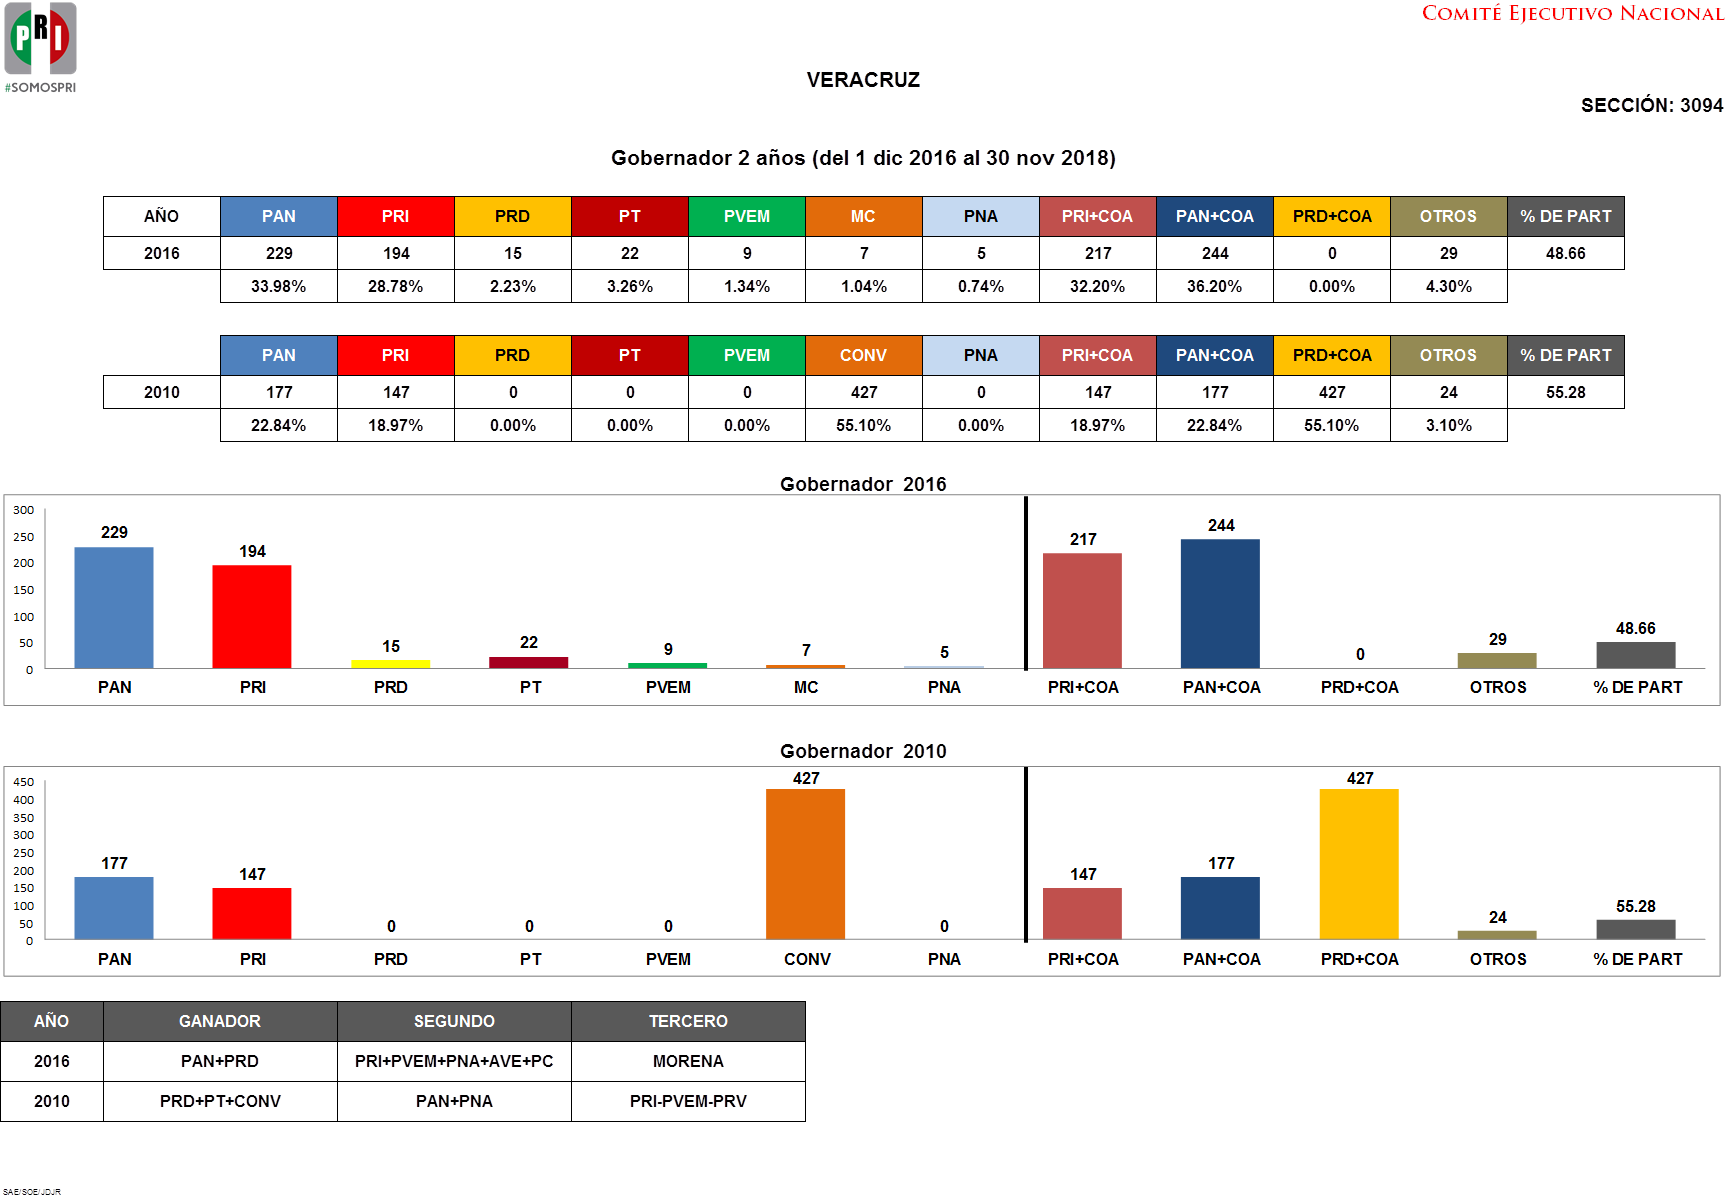 PRI
#SOMOSPRI
COMITÉ EJECUTIVO NACIONAL
VERACRUZ
SECCIÓN: 3094
Gobernador 2 años (del 1 dic 2016 al 30 nov 2018)
AÑO PAN PRI PRD PT PVEM MC PNA PRI+COA PAN+COA PRD+COA OTROS % DE PART
2016 229 194 15 22 9 7 5 217 244 0 29 48.66
33.98% 28.78% 2.23% 3.26% 1.34% 1.04% 0.74% 32.20% 36.20% 0.00% 4.30%
PAN PRI PRD PT PVEM CONV PNA PRI+COA PAN+COA PRD+COA OTROS % DE PART
2010 177 147 0 0 0 427 0 147 177 427 24 55.28
22.84% 18.97% 0.00% 0.00% 0.00% 55.10% 0.00% 18.97% 22.84% 55.10% 3.10%
Gobernador 2016
300
250
200
150
100
50
0
229 194 15 22 9 7 5 217 244 0 29 48.66
PAN PRI PRD PT PVEM MC PNA PRI+COA PAN+COA PRD+COA OTROS % DE PART
Gobernador 2010
450
400
350
300
250
200
150
100
50
0
177 147 0 0 0 427 0 147 177 427 24 55.28
PAN PRI PRD PT PVEM CONV PNA PRI+COA PAN+COA PRD+COA OTROS % DE PART
AÑO GANADOR SEGUNDO TERCERO
2016 PAN+PRD PRI+PVEM+PNA+AVE+PC MORENA
2010 PRD+PT+CONV PAN+PNA PRI-PVEM-PRV
SAE/SOE/JDJR